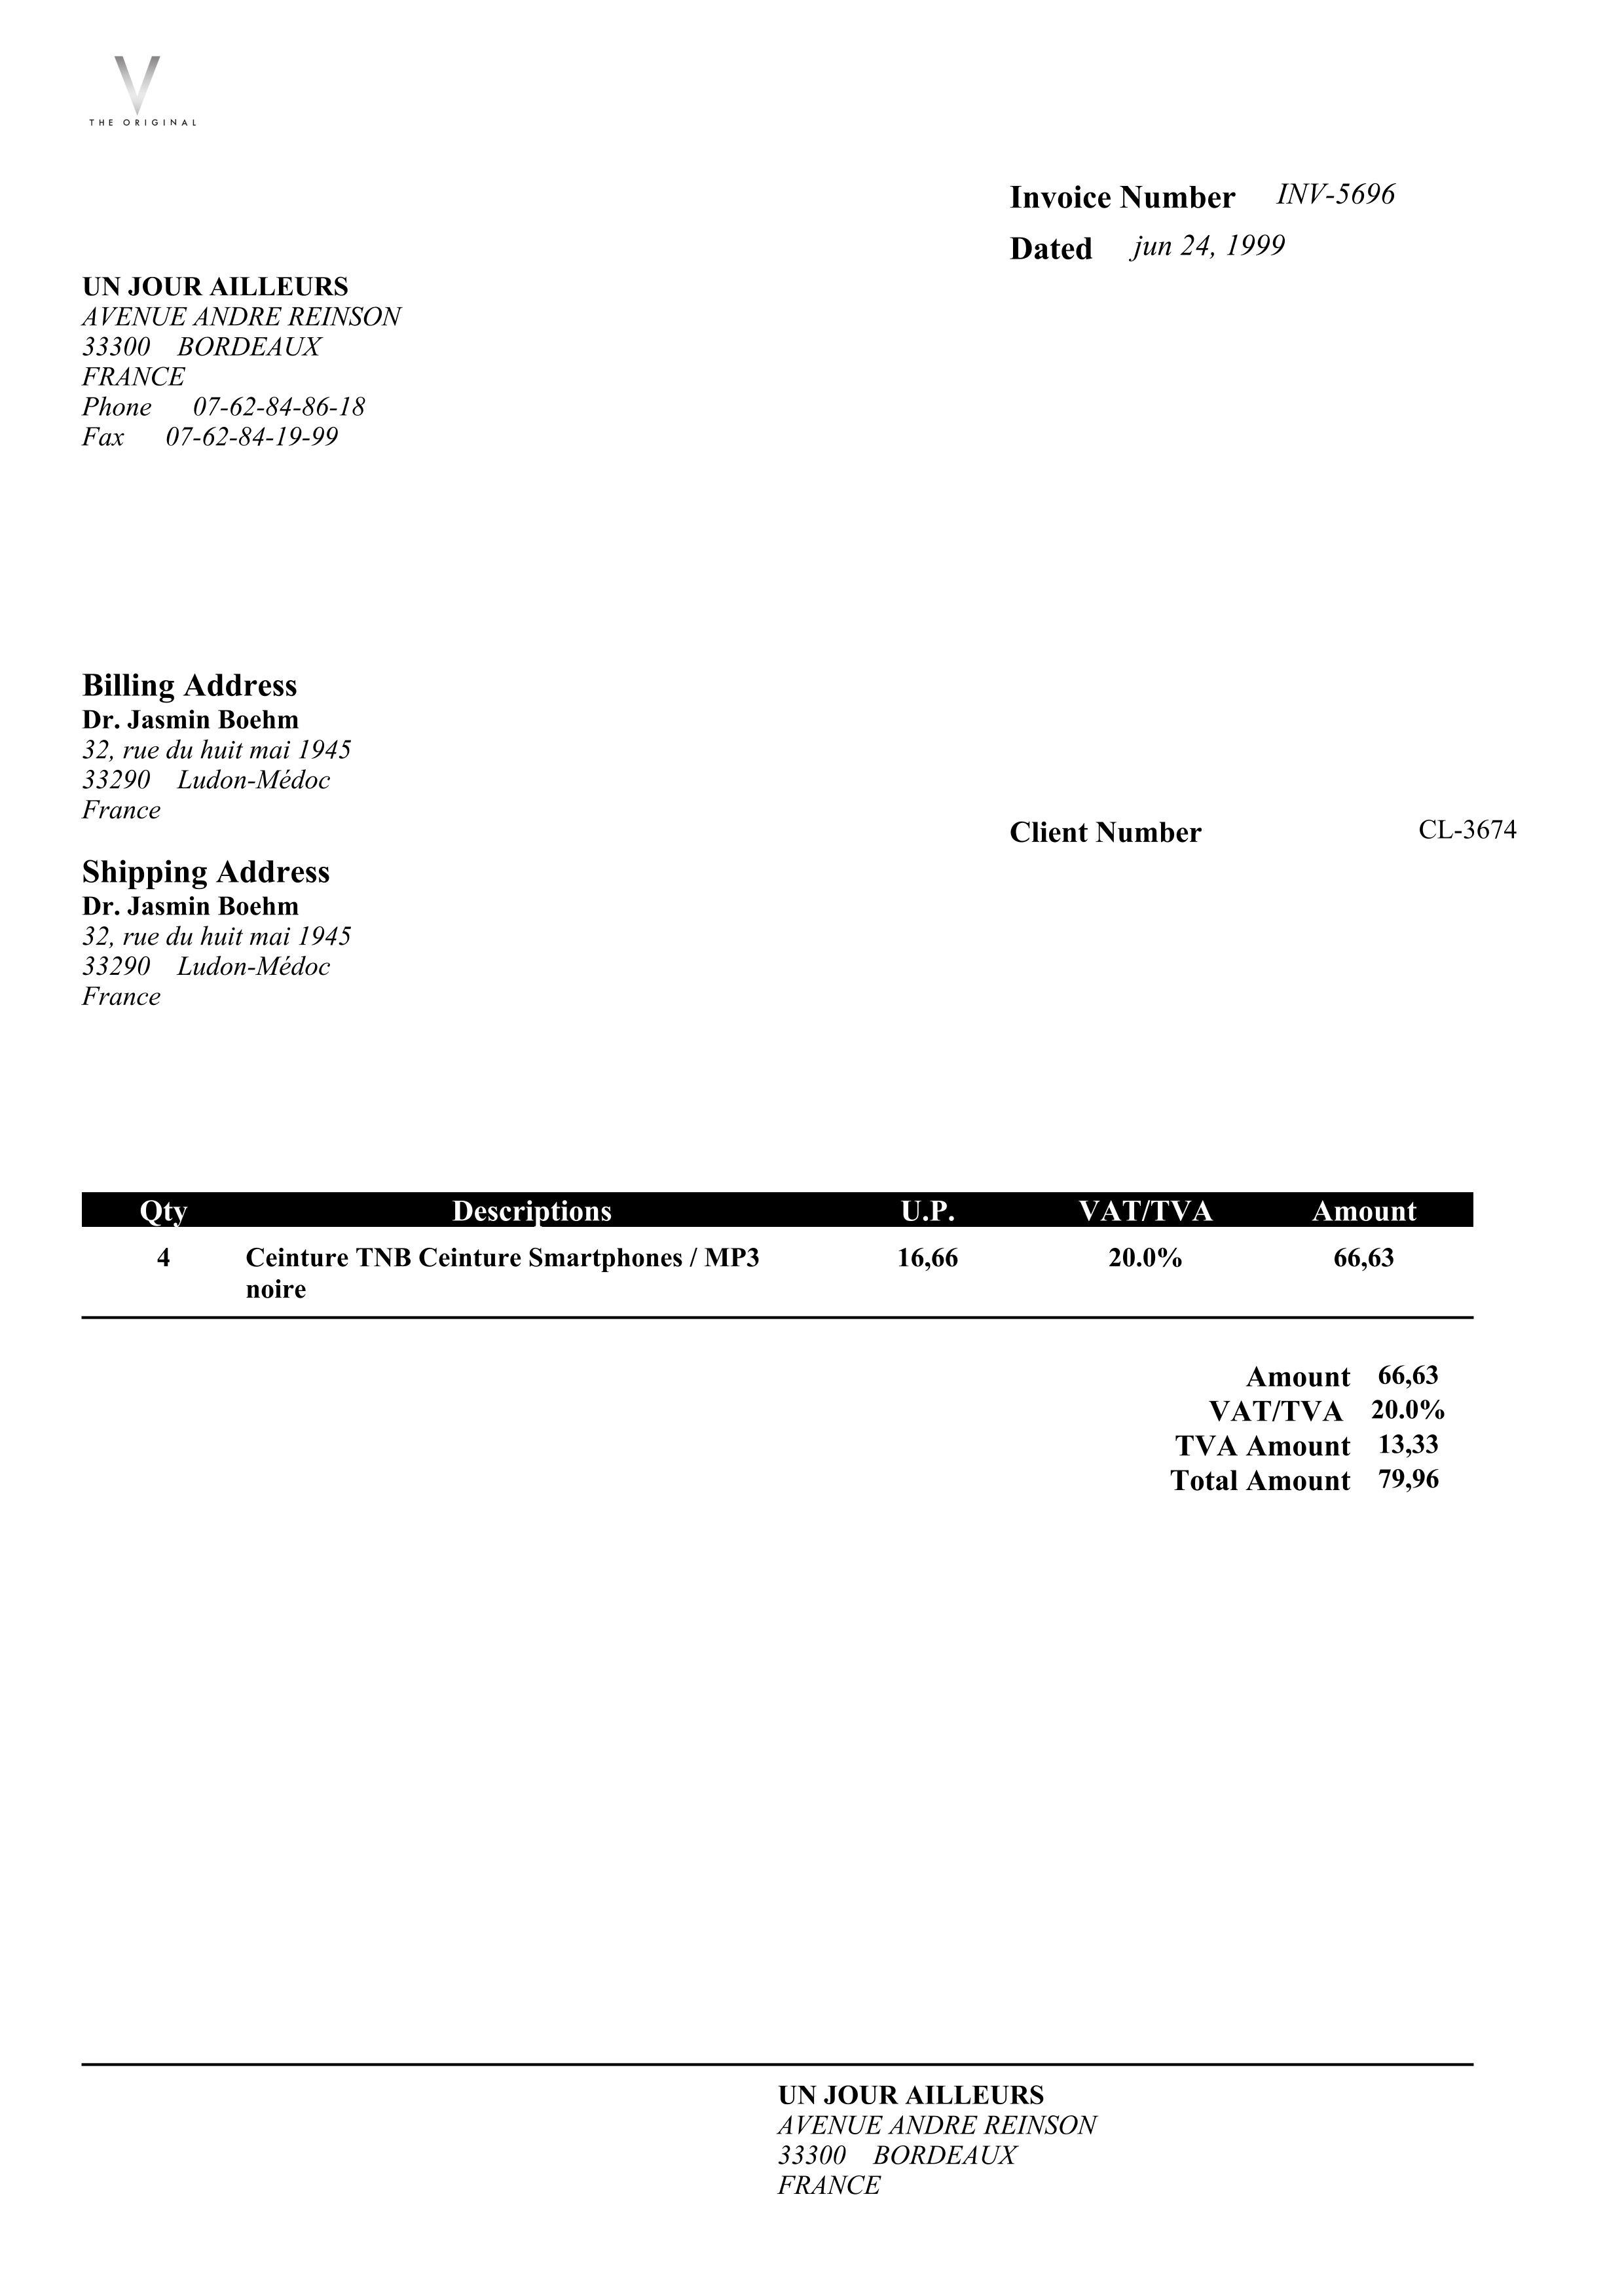 V
THE ORIGINAL
Invoice Number INV-5696
Dated jun 24, 1999
UN JOUR AILLEURS
AVENUE ANDRE REINSON
33300 BORDEAUX
FRANCE
Phone 07-62-84-86-18
Fax 07-62-84-19-99
Billing Address
Dr. Jasmin Boehm
32, rue du huit mai 1945
33290 Ludon-Médoc
France
Client Number CL-3674
Shipping Address
Dr. Jasmin Boehm
32, rue du huit mai 1945
33290 Ludon-Médoc
France
Qty Descriptions U.P. VAT/TVA Amount
4 Ceinture TNB Ceinture Smartphones / MP3 16,66 20.0% 66,63
noire
Amount 66,63
VAT/TVA 20.0%
TVA Amount 13,33
Total Amount 79,96
UN JOUR AILLEURS
AVENUE ANDRE REINSON
33300 BORDEAUX
FRANCE